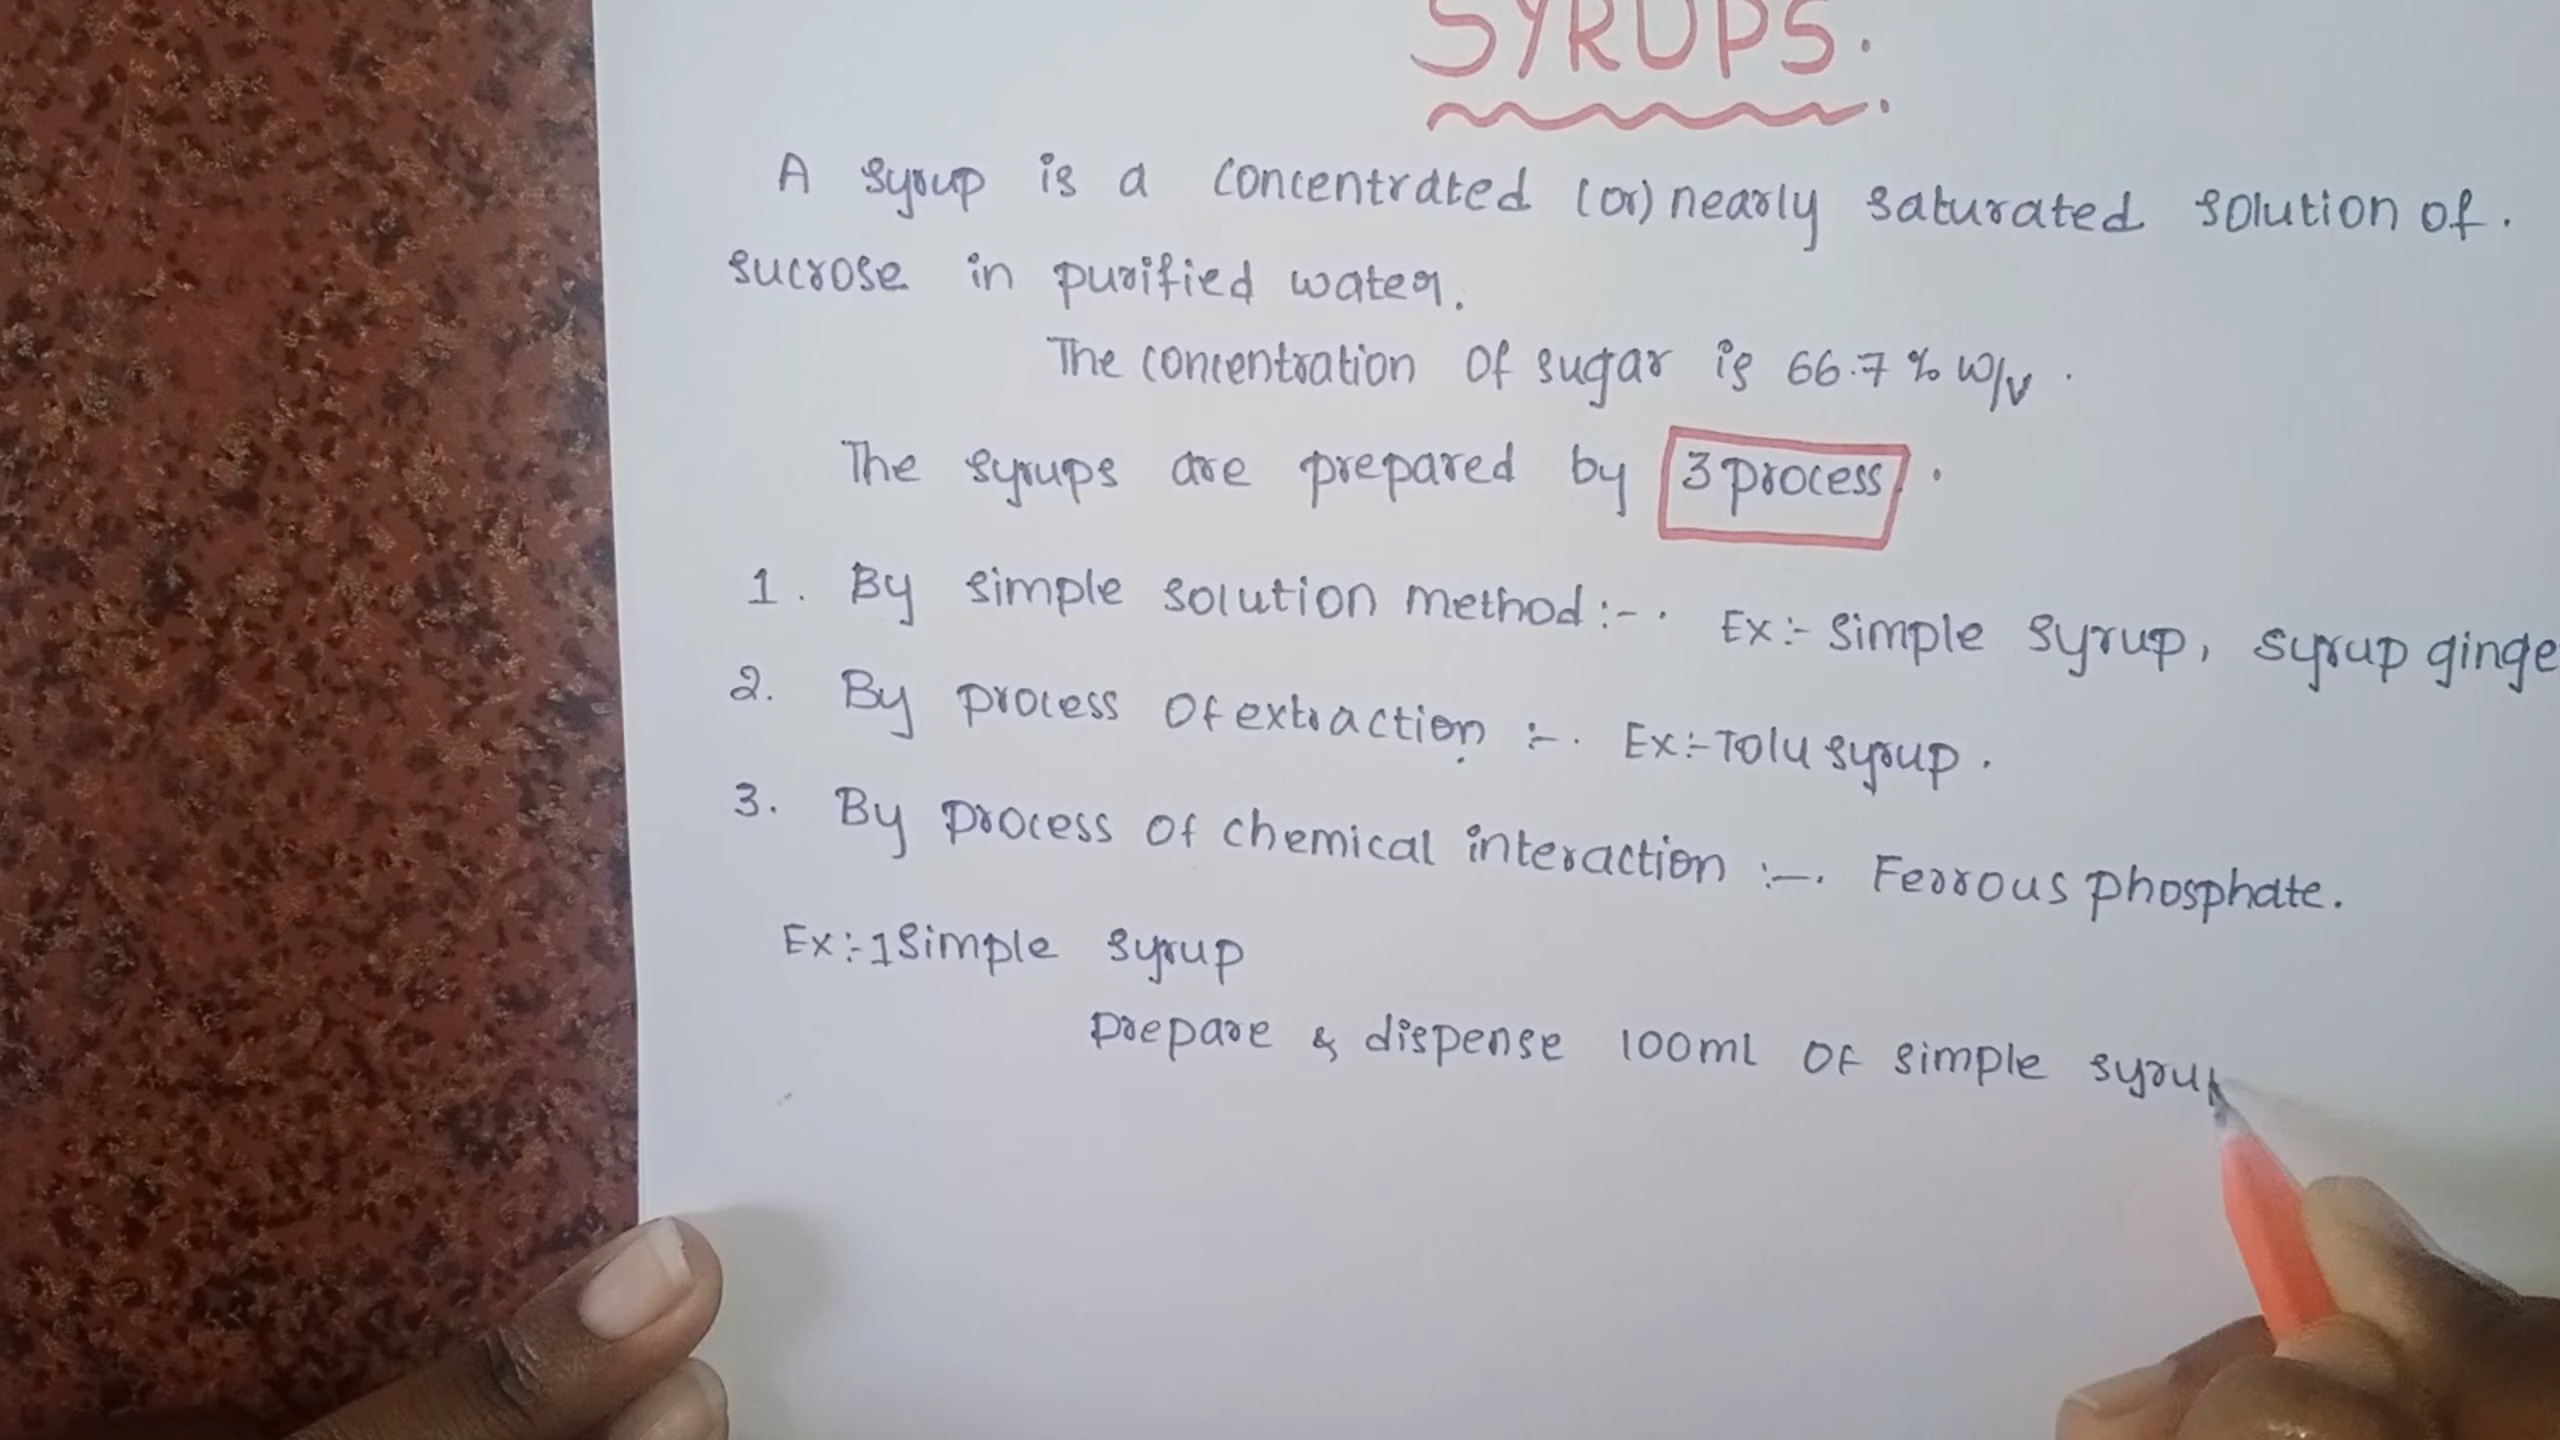 SYRUPS.
A syrup is a concentrated (or) nearly saturated solution of.
sucrose in purified water.
The concentration of sugar is 66.7 % w/v.
The syrups are prepared by 3 process.
1. By simple solution method :-. Ex:- Simple syrup, syrup ginge
2. By process of extraction :-. Ex:- Tolu syrup.
3. By process of chemical interaction :-. Ferrous phosphate.
Ex:-1 Simple syrup
Prepare & dispense 100ml of simple syrup